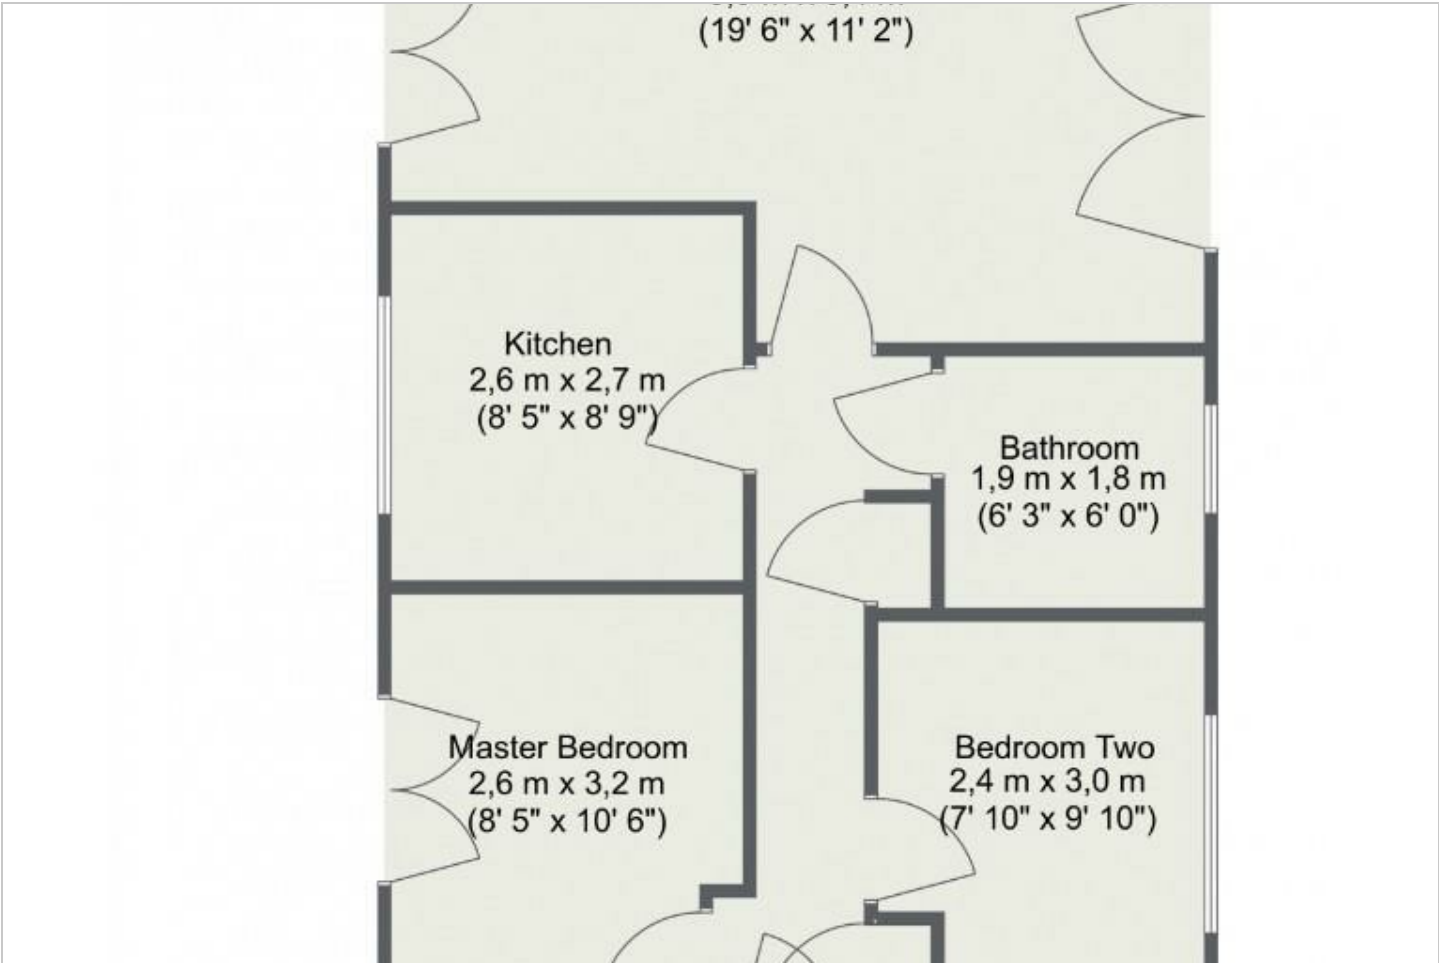 (19' 6" x 11' 2")
Kitchen
2,6 m x 2,7 m
(8' 5" x 8' 9")
Bathroom
1,9 m x 1,8 m
(6' 3" x 6' 0")
Master Bedroom
2,6 m x 3,2 m
(8' 5" x 10' 6")
Bedroom Two
2,4 m x 3,0 m
(7' 10" x 9' 10")